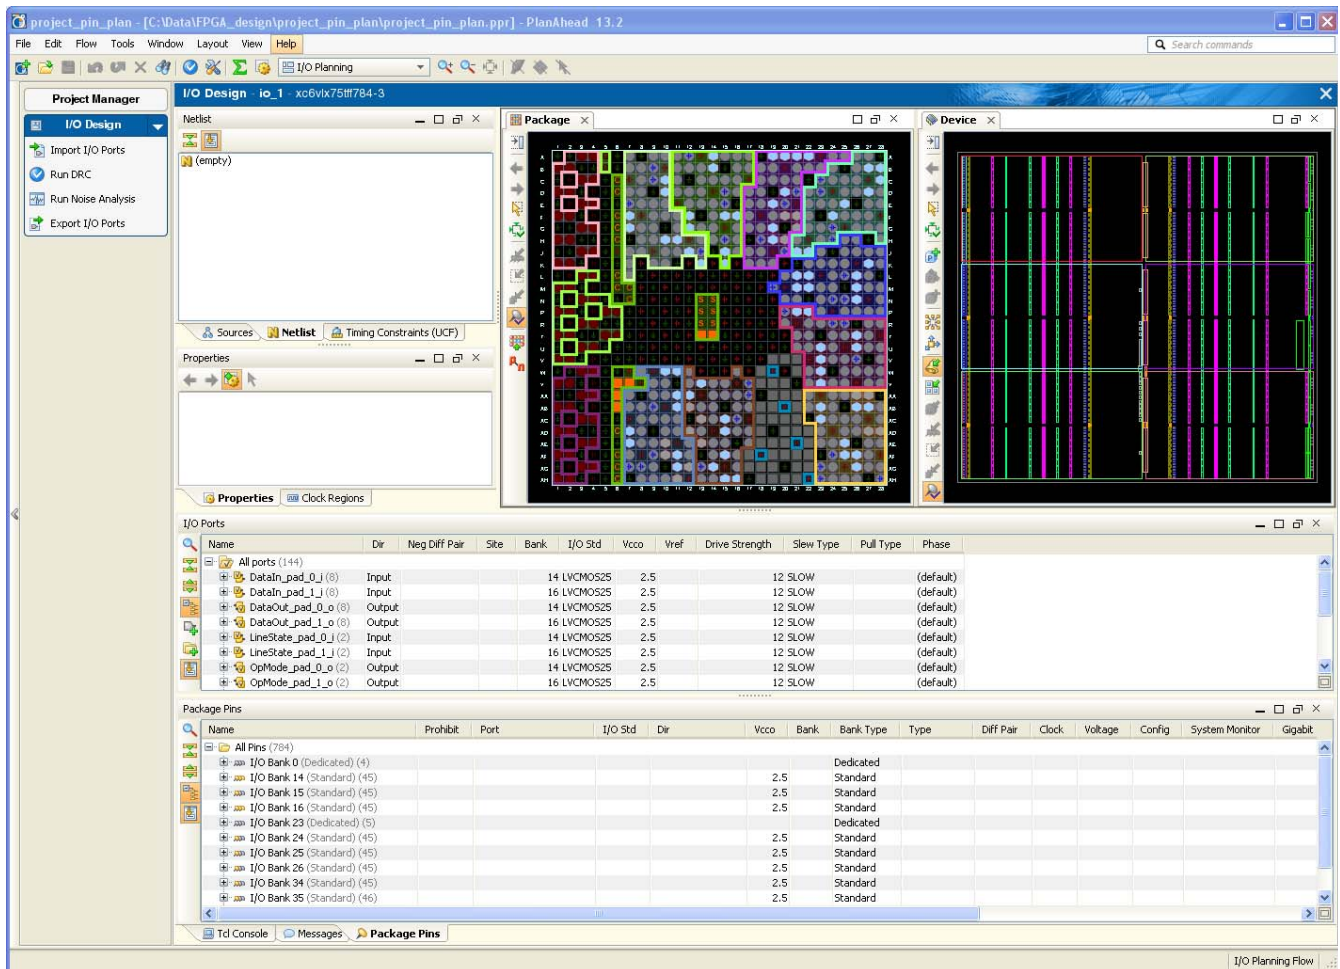 project_pin_plan - [C:\Data\FPGA_design\project_pin_plan\project_pin_plan.ppr] - PlanAhead 13.2
File Edit Flow Tools Window Layout View Help
Search commands
I/O Planning
Project Manager
I/O Design
Import I/O Ports
Run DRC
Run Noise Analysis
Export I/O Ports
I/O Design - io_1 - xc6vlx75tff784-3
Netlist
(empty)
Sources Netlist Timing Constraints (UCF)
Properties
Properties Clock Regions
Package
Device
I/O Ports
Name Dir Neg Diff Pair Site Bank I/O Std Vcco Vref Drive Strength Slew Type Pull Type Phase
All ports (144)
DataIn_pad_0_i (8) Input 14 LVCMOS25 2.5 12 SLOW (default)
DataIn_pad_1_i (8) Input 16 LVCMOS25 2.5 12 SLOW (default)
DataOut_pad_0_o (8) Output 14 LVCMOS25 2.5 12 SLOW (default)
DataOut_pad_1_o (8) Output 16 LVCMOS25 2.5 12 SLOW (default)
LineState_pad_0_i (2) Input 14 LVCMOS25 2.5 12 SLOW (default)
LineState_pad_1_i (2) Input 16 LVCMOS25 2.5 12 SLOW (default)
OpMode_pad_0_o (2) Output 14 LVCMOS25 2.5 12 SLOW (default)
OpMode_pad_1_o (2) Output 16 LVCMOS25 2.5 12 SLOW (default)
Package Pins
Name Prohibit Port I/O Std Dir Vcco Bank Bank Type Type Diff Pair Clock Voltage Config System Monitor Gigabit
All Pins (784)
I/O Bank 0 (Dedicated) (4) Dedicated
I/O Bank 14 (Standard) (45) 2.5 Standard
I/O Bank 15 (Standard) (45) 2.5 Standard
I/O Bank 16 (Standard) (45) 2.5 Standard
I/O Bank 23 (Dedicated) (5) Dedicated
I/O Bank 24 (Standard) (45) 2.5 Standard
I/O Bank 25 (Standard) (45) 2.5 Standard
I/O Bank 26 (Standard) (45) 2.5 Standard
I/O Bank 34 (Standard) (45) 2.5 Standard
I/O Bank 35 (Standard) (46) 2.5 Standard
Tcl Console Messages Package Pins
I/O Planning Flow